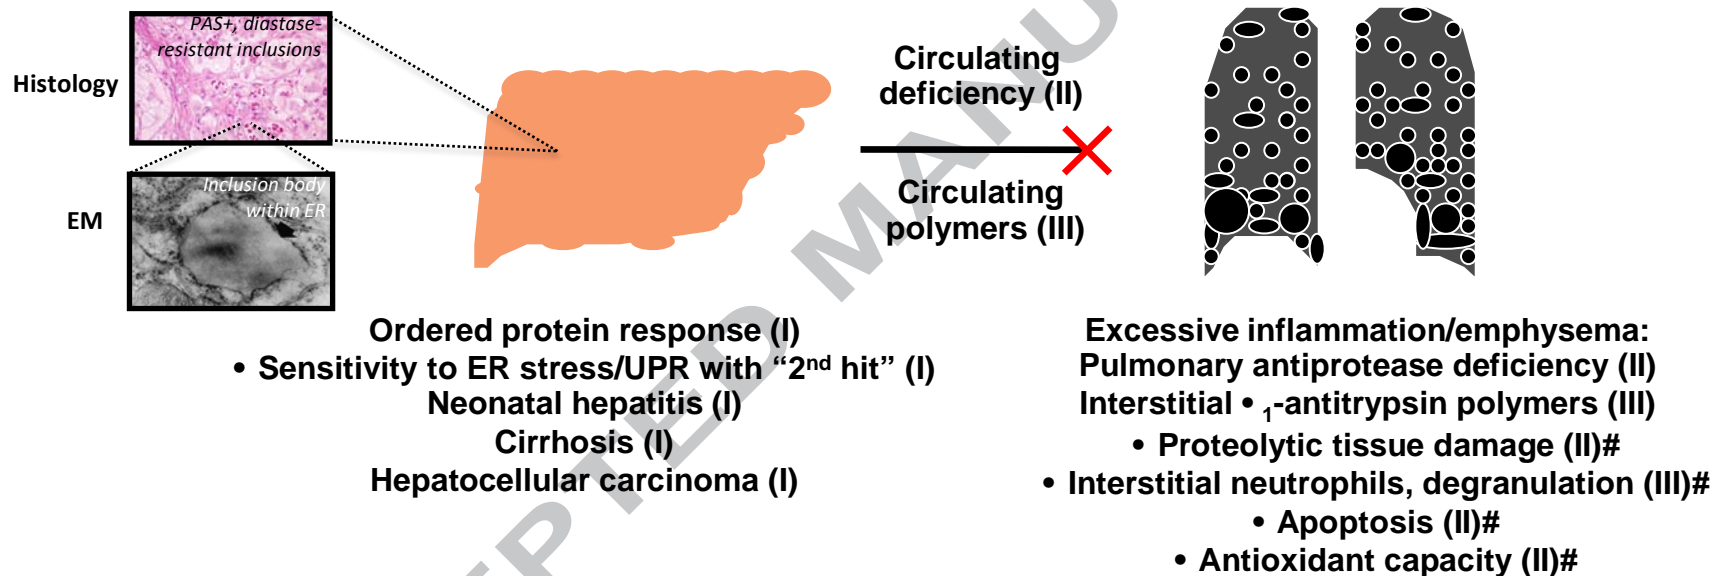 Histology
PAS+, diastase-
resistant inclusions
EM
Inclusion body
within ER
Circulating
deficiency (II)
Circulating
polymers (III)
Ordered protein response (I)
• Sensitivity to ER stress/UPR with “2nd hit” (I)
Neonatal hepatitis (I)
Cirrhosis (I)
Hepatocellular carcinoma (I)
Excessive inflammation/emphysema:
Pulmonary antiprotease deficiency (II)
Interstitial • 1-antitrypsin polymers (III)
• Proteolytic tissue damage (II)#
• Interstitial neutrophils, degranulation (III)#
• Apoptosis (II)#
• Antioxidant capacity (II)#
EPTED MANU